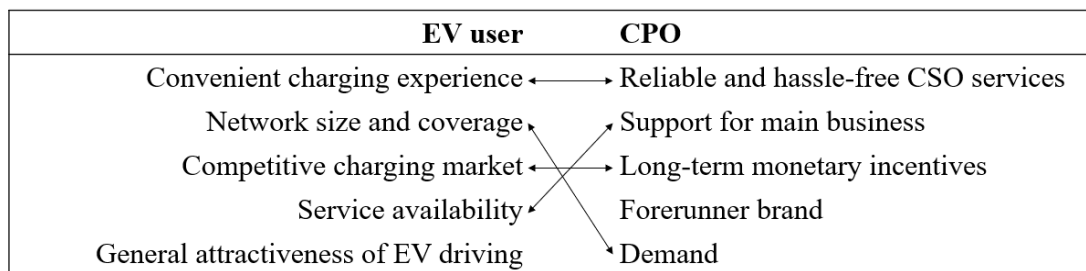 EV user CPO
Convenient charging experience Reliable and hassle-free CSO services
Network size and coverage Support for main business
Competitive charging market Long-term monetary incentives
Service availability Forerunner brand
General attractiveness of EV driving Demand